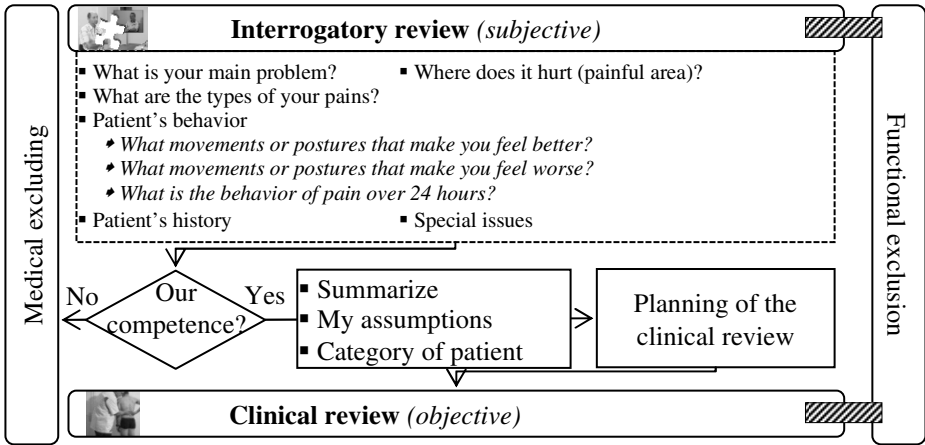 Interrogatory review (subjective)
▪ What is your main problem? ▪ Where does it hurt (painful area)?
▪ What are the types of your pains?
▪ Patient's behavior
What movements or postures that make you feel better?
What movements or postures that make you feel worse?
What is the behavior of pain over 24 hours?
▪ Patient's history ▪ Special issues
Medical excluding
Functional exclusion
No
Our
competence?
Yes
▪ Summarize
▪ My assumptions
▪ Category of patient
Planning of the
clinical review
Clinical review (objective)